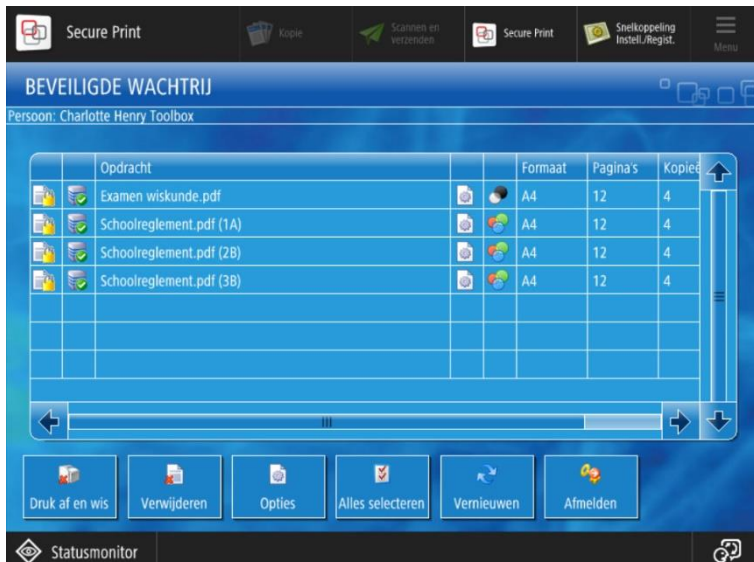 Secure Print
Kopie
Scannen en
verzenden
Secure Print
Snelkoppeling
Instell./Regist.
Menu
BEVEILIGDE WACHTRIJ
Persoon: Charlotte Henry Toolbox
Opdracht Formaat Pagina's Kopieë
Examen wiskunde.pdf A4 12 4
Schoolreglement.pdf (1A) A4 12 4
Schoolreglement.pdf (2B) A4 12 4
Schoolreglement.pdf (3B) A4 12 4
Druk af en wis Verwijderen Opties Alles selecteren Vernieuwen Afmelden
Statusmonitor